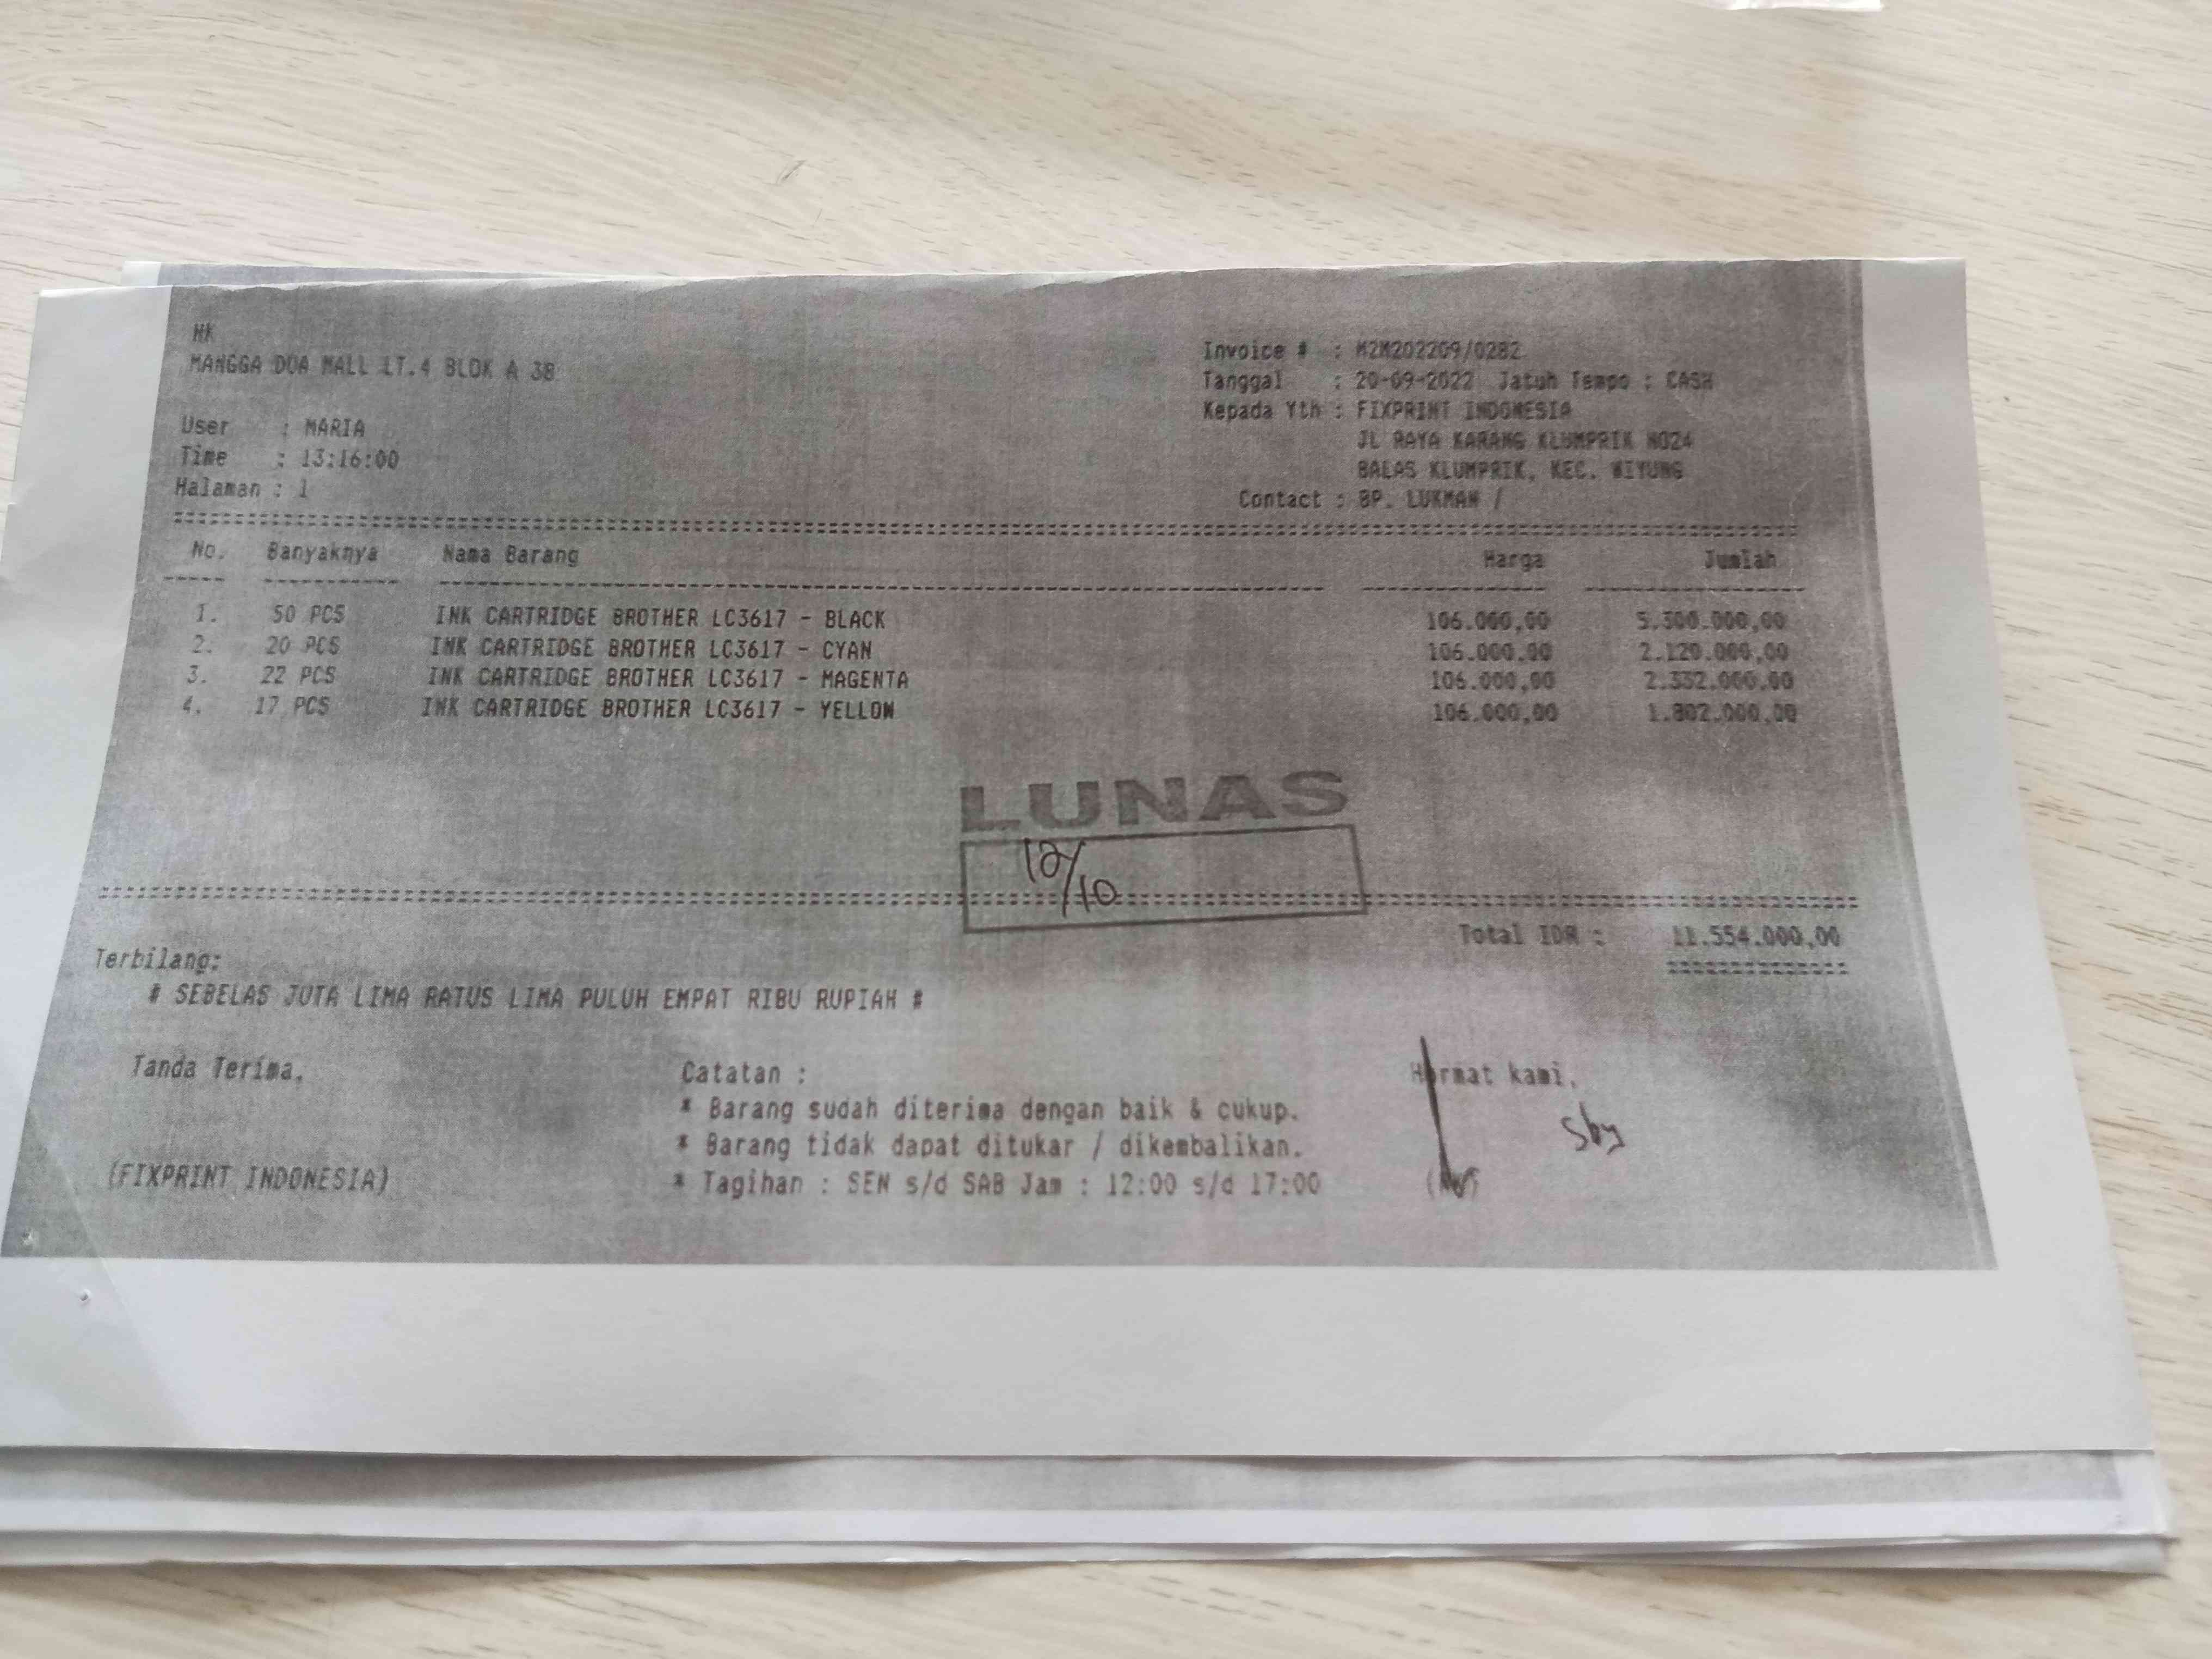 NK
MANGGA DUA MALL LT.4 BLOK A 38
Invoice # : M2M202209/0282
Tanggal : 20-09-2022 Jatuh Tempo : CASH
Kepada Yth : FIXPRINT INDONESIA
JL RAYA KARANG KLUMPRIK NO24
BALAS KLUMPRIK, KEC. WIYUNG
Contact : BP. LUKMAN /
User : MARIA
Time : 13:16:00
Halaman : 1
No. Banyaknya Nama Barang Harga Jumlah
1. 50 PCS INK CARTRIDGE BROTHER LC3617 - BLACK 106.000,00 5.300.000,00
2. 20 PCS INK CARTRIDGE BROTHER LC3617 - CYAN 106.000,00 2.120.000,00
3. 22 PCS INK CARTRIDGE BROTHER LC3617 - MAGENTA 106.000,00 2.332.000,00
4. 17 PCS INK CARTRIDGE BROTHER LC3617 - YELLOW 106.000,00 1.802.000,00
LUNAS
12/10
Total IDR : 11.554.000,00
Terbilang:
# SEBELAS JUTA LIMA RATUS LIMA PULUH EMPAT RIBU RUPIAH #
Tanda Terima,
(FIXPRINT INDONESIA)
Catatan :
* Barang sudah diterima dengan baik & cukup.
* Barang tidak dapat ditukar / dikembalikan.
* Tagihan : SEN s/d SAB Jam : 12:00 s/d 17:00
Hormat kami,
Sby